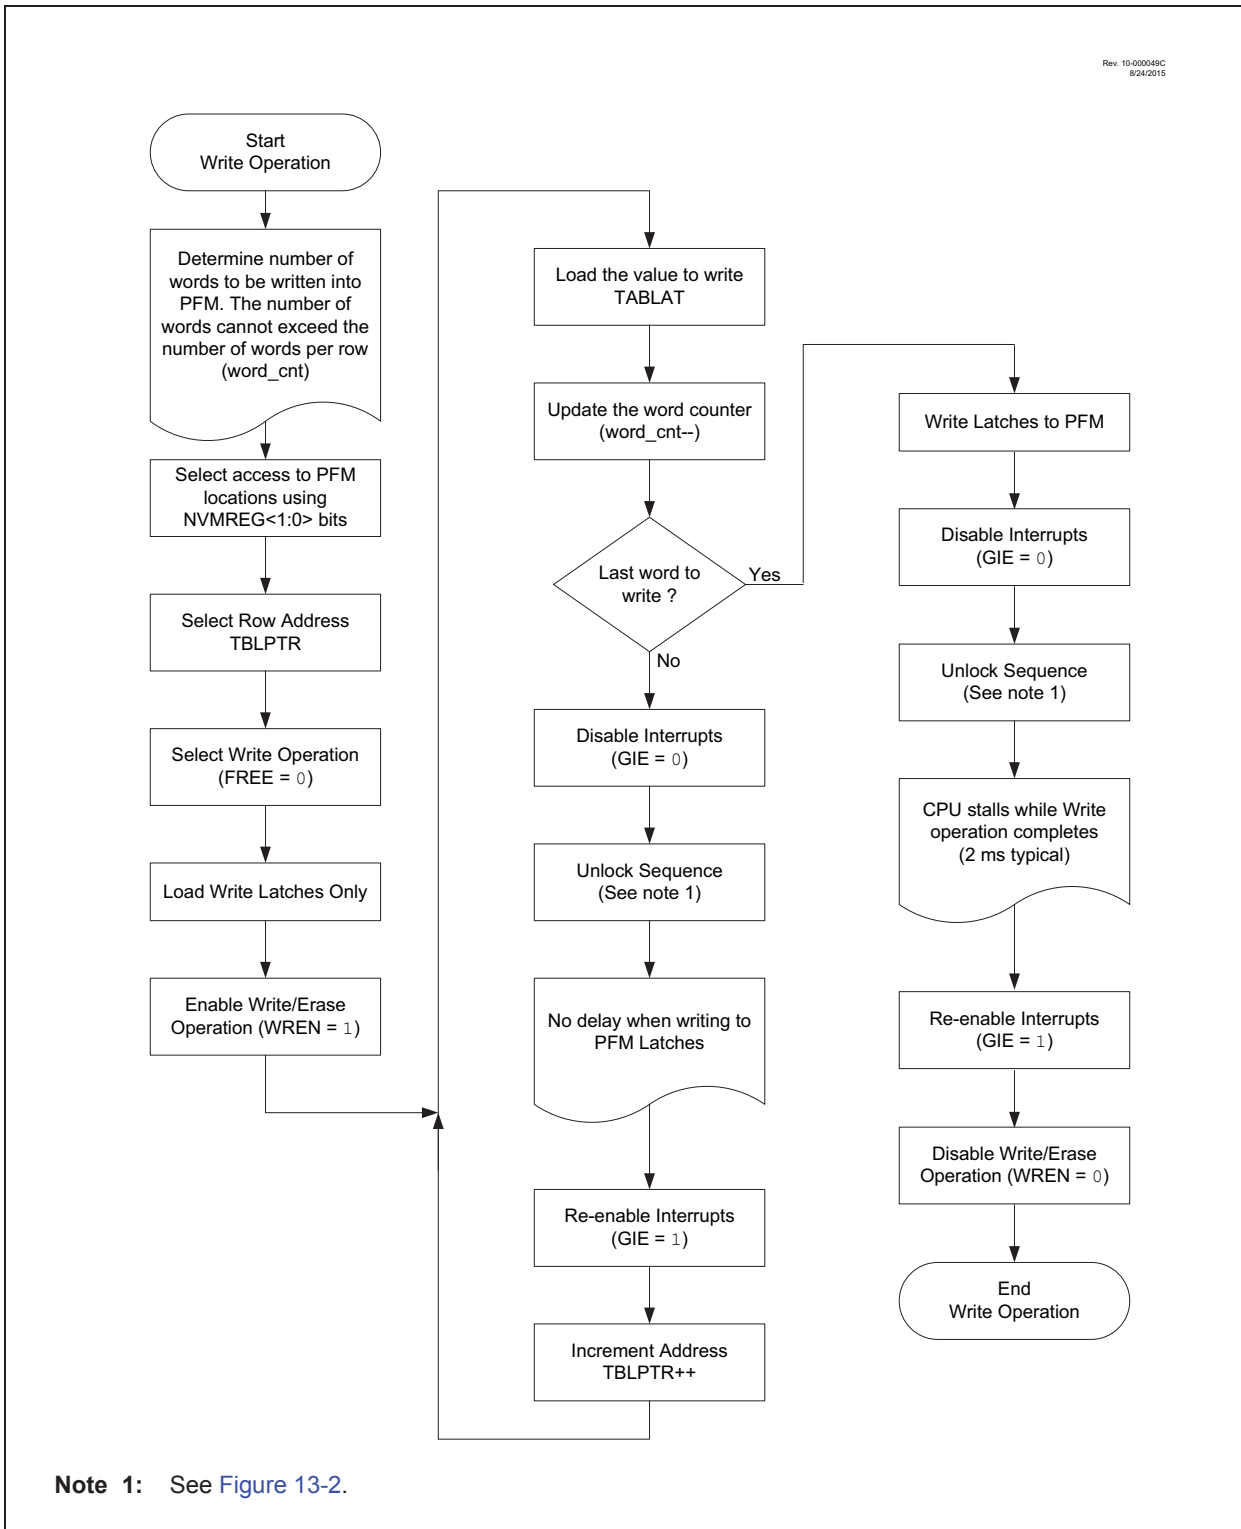 Rev. 10-000049C
8/24/2015
Start
Write Operation
Determine number of
words to be written into
PFM. The number of
words cannot exceed the
number of words per row
(word_cnt)
Select access to PFM
locations using
NVMREG<1:0> bits
Select Row Address
TBLPTR
Select Write Operation
(FREE = 0)
Load Write Latches Only
Enable Write/Erase
Operation (WREN = 1)
Load the value to write
TABLAT
Update the word counter
(word_cnt--)
Last word to
write ?
Yes
No
Disable Interrupts
(GIE = 0)
Unlock Sequence
(See note 1)
No delay when writing to
PFM Latches
Re-enable Interrupts
(GIE = 1)
Increment Address
TBLPTR++
Write Latches to PFM
Disable Interrupts
(GIE = 0)
Unlock Sequence
(See note 1)
CPU stalls while Write
operation completes
(2 ms typical)
Re-enable Interrupts
(GIE = 1)
Disable Write/Erase
Operation (WREN = 0)
End
Write Operation
Note 1: See Figure 13-2.